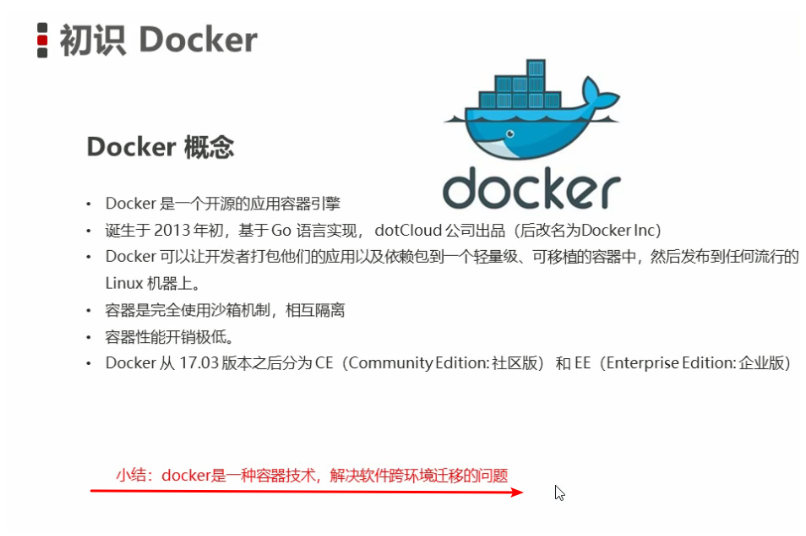 初识 Docker
docker
Docker 概念
• Docker 是一个开源的应用容器引擎
• 诞生于 2013 年初，基于 Go 语言实现， dotCloud 公司出品（后改名为Docker Inc）
• Docker 可以让开发者打包他们的应用以及依赖包到一个轻量级、可移植的容器中，然后发布到任何流行的
Linux 机器上。
• 容器是完全使用沙箱机制，相互隔离
• 容器性能开销极低。
• Docker 从 17.03 版本之后分为 CE（Community Edition: 社区版） 和 EE（Enterprise Edition: 企业版）
小结：docker是一种容器技术，解决软件跨环境迁移的问题